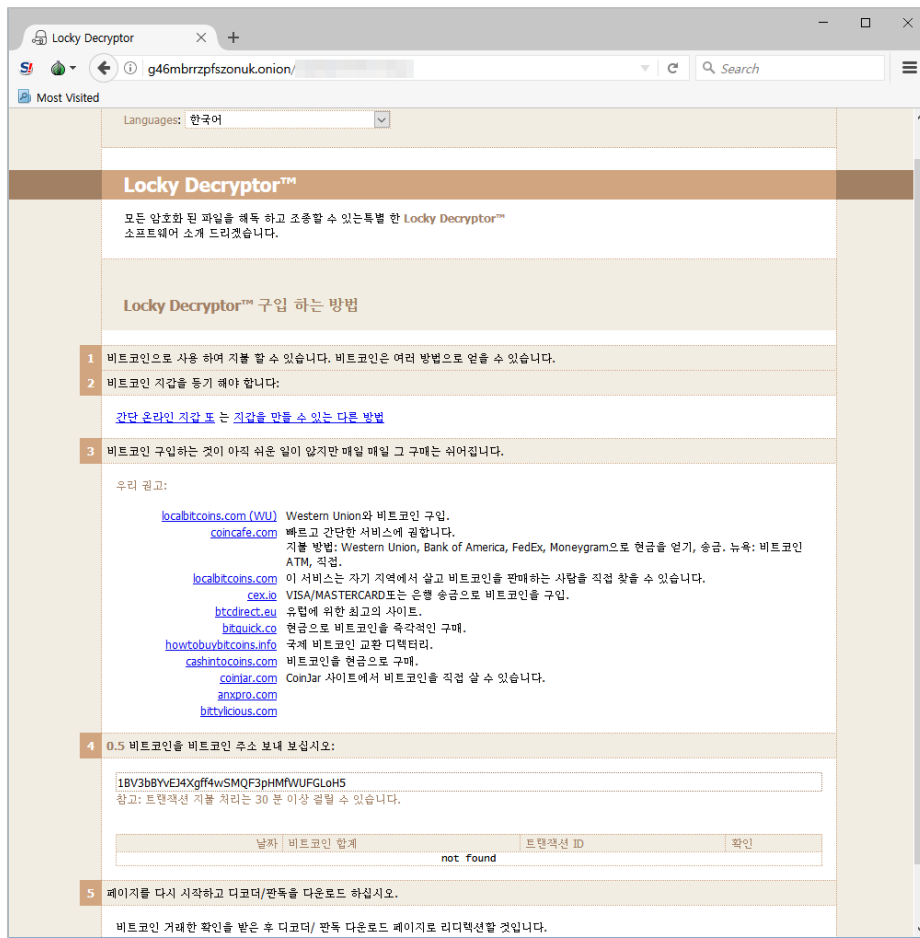 Locky Decryptor
g46mbrrzpfszonuk.onion/
Search
Most Visited
Languages: 한국어
Locky Decryptor™
모든 암호화 된 파일을 해독 하고 조종할 수 있는특별 한 Locky Decryptor™
소프트웨어 소개 드리겠습니다.
Locky Decryptor™ 구입 하는 방법
1 비트코인으로 사용 하여 지불 할 수 있습니다. 비트코인은 여러 방법으로 얻을 수 있습니다.
2 비트코인 지갑을 등기 해야 합니다:
간단 온라인 지갑 또 는 지갑을 만들 수 있는 다른 방법
3 비트코인 구입하는 것이 아직 쉬운 일이 않지만 매일 매일 그 구매는 쉬어집니다.
우리 권고:
localbitcoins.com (WU) Western Union와 비트코인 구입.
coincafe.com 빠르고 간단한 서비스에 권합니다.
지불 방법: Western Union, Bank of America, FedEx, Moneygram으로 현금을 얻기, 송금. 뉴욕: 비트코인
ATM, 직접.
localbitcoins.com 이 서비스는 자기 지역에서 살고 비트코인을 판매하는 사람을 직접 찾을 수 있습니다.
cex.io VISA/MASTERCARD또는 은행 송금으로 비트코인을 구입.
btcdirect.eu 유럽에 위한 최고의 사이트.
bitquick.co 현금으로 비트코인을 즉각적인 구매.
howtobuybitcoins.info 국제 비트코인 교환 디렉터리.
cashintocoins.com 비트코인을 현금으로 구매.
coinjar.com CoinJar 사이트에서 비트코인을 직접 살 수 있습니다.
anxpro.com
bittylicious.com
4 0.5 비트코인을 비트코인 주소 보내 보십시오:
1BV3bBYvEJ4Xgff4wSMQF3pHMfWUFGLoH5
참고: 트랜잭션 지불 처리는 30 분 이상 걸릴 수 있습니다.
날짜 비트코인 합계 트랜잭션 ID 확인
not found
5 페이지를 다시 시작하고 디코더/판독을 다운로드 하십시오.
비트코인 거래한 확인을 받은 후 디코더/ 판독 다운로드 페이지로 리디렉션할 것입니다.